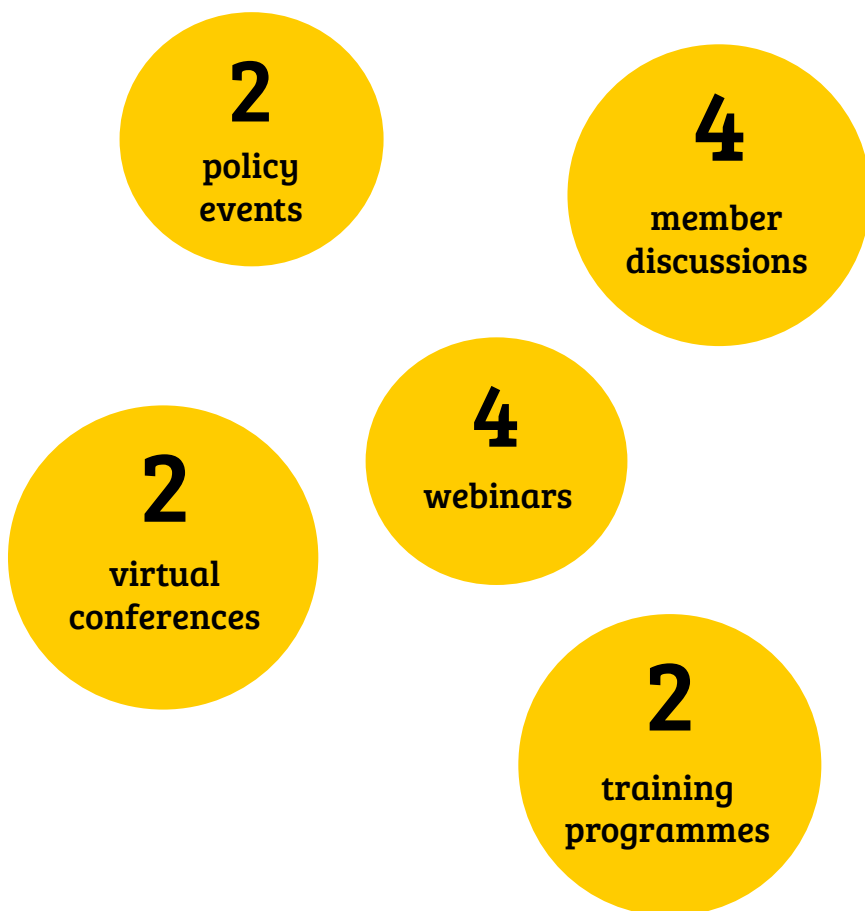 2
policy
events
4
member
discussions
4
webinars
2
virtual
conferences
2
training
programmes